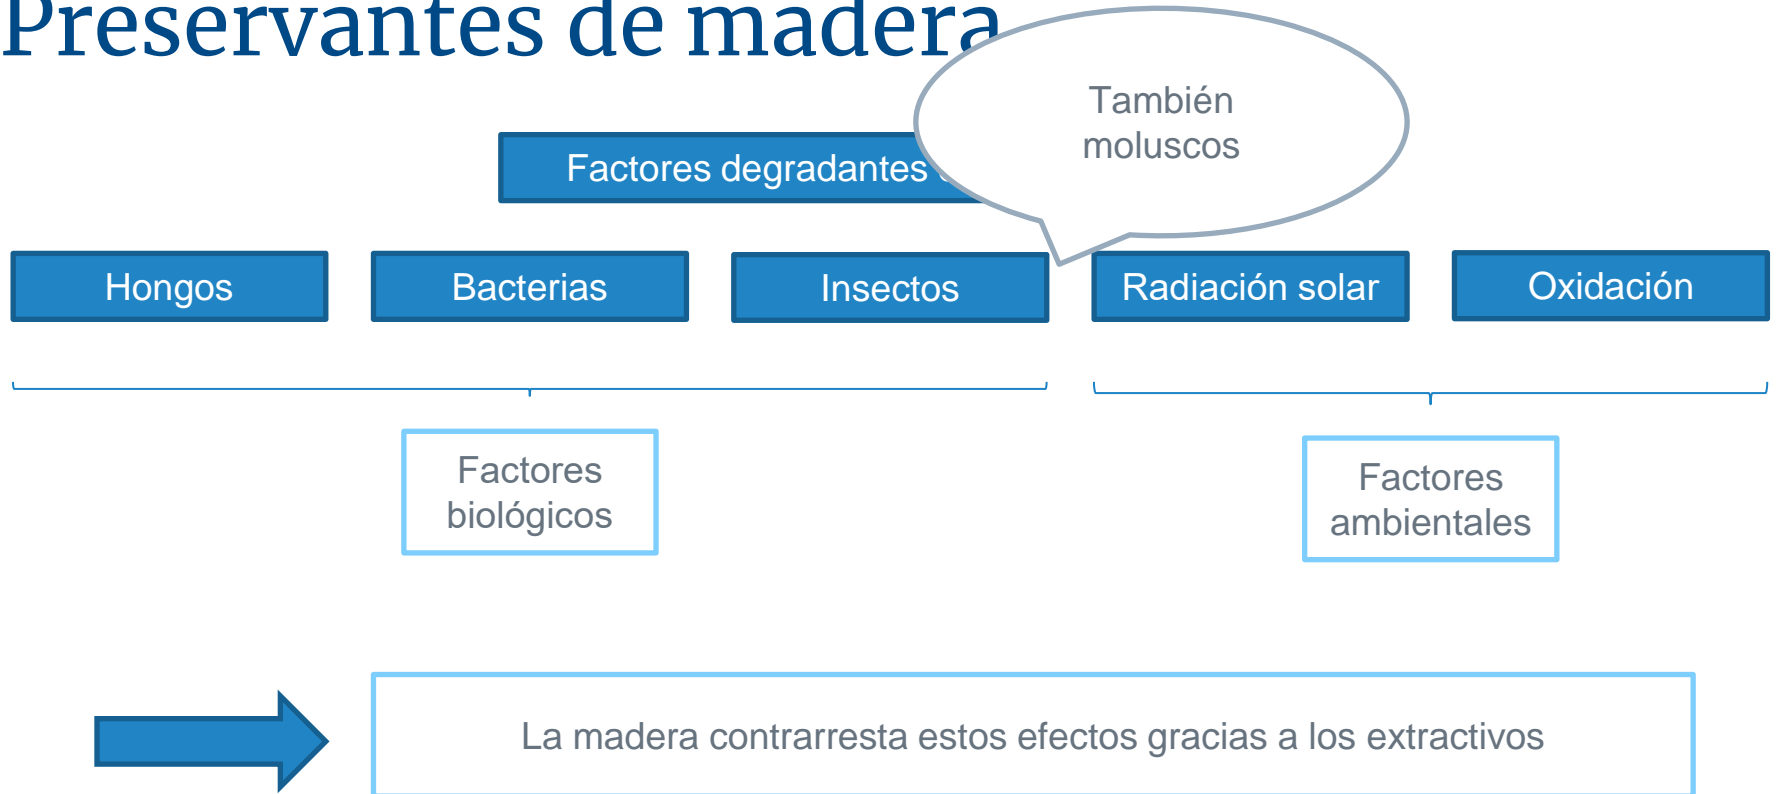 Preservantes de madera
También
moluscos
Factores degradantes
Hongos
Bacterias
Insectos
Radiación solar
Oxidación
Factores
biológicos
Factores
ambientales
La madera contrarresta estos efectos gracias a los extractivos